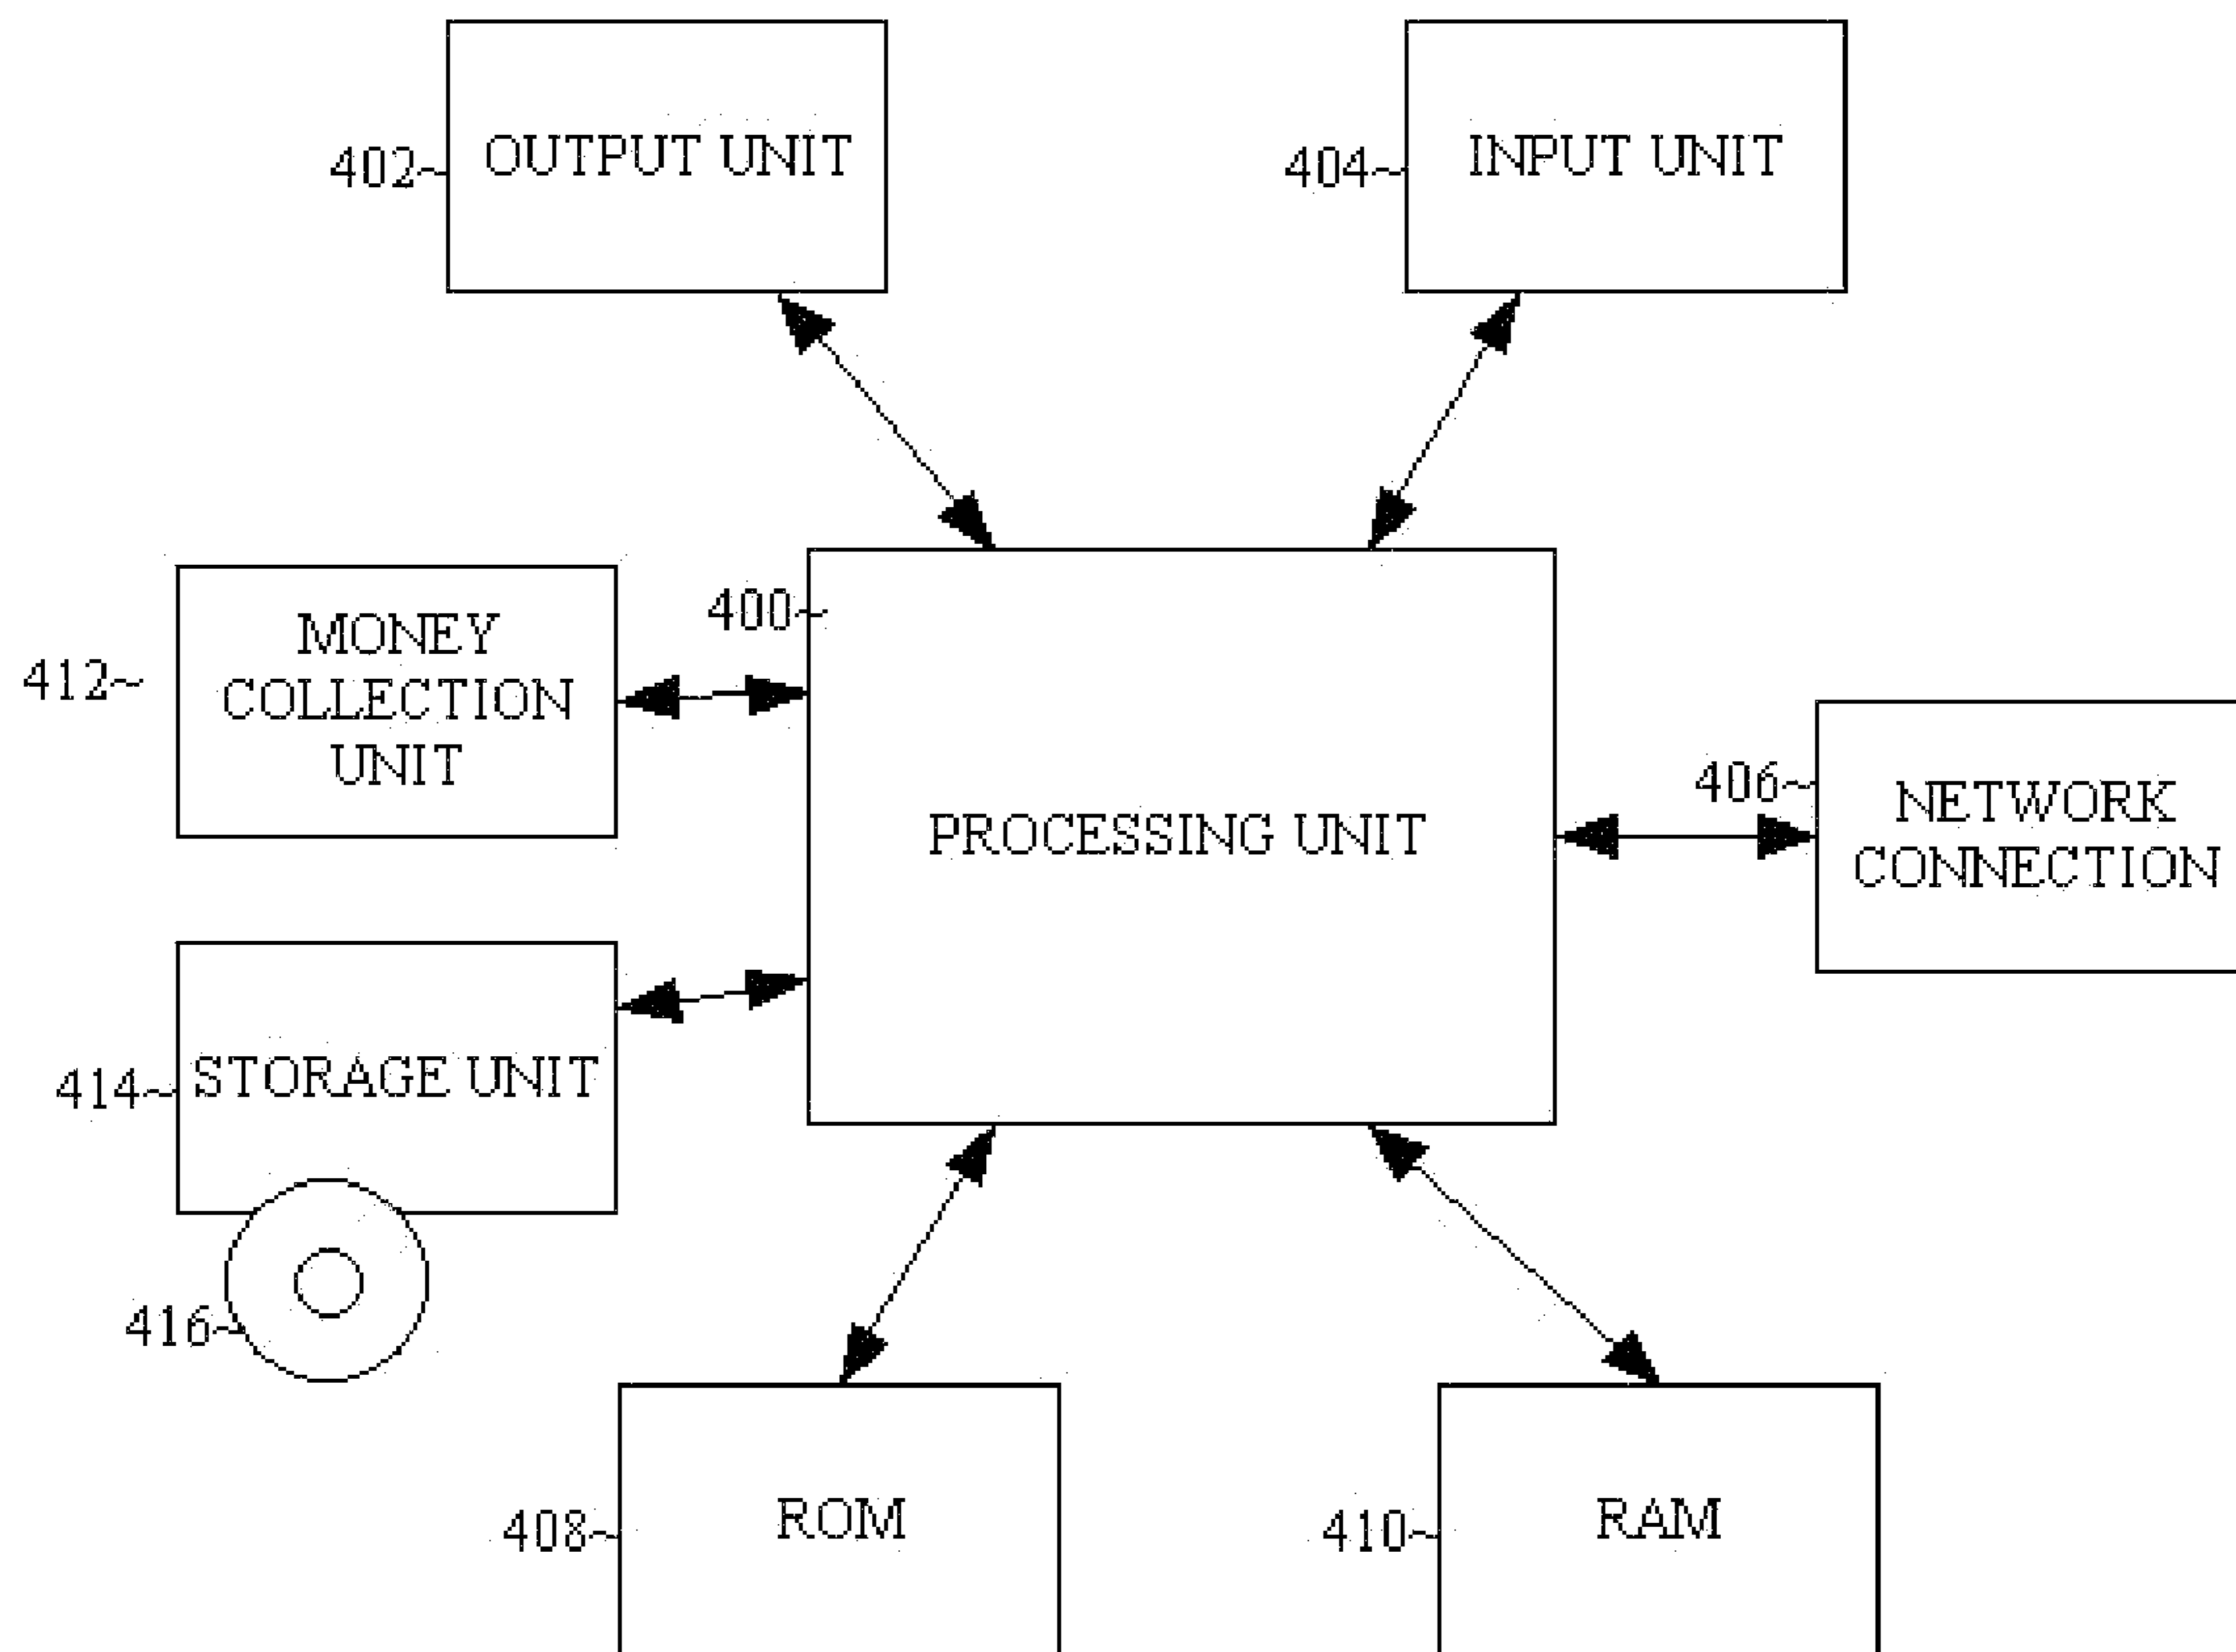 402~ OUTPUT UNIT
404~ INPUT UNIT
412~
MONEY
COLLECTION
UNIT
400~
PROCESSING UNIT
406~
NETWORK
CONNECTION
414~ STORAGE UNIT
416~
408~ ROM
410~ RAM